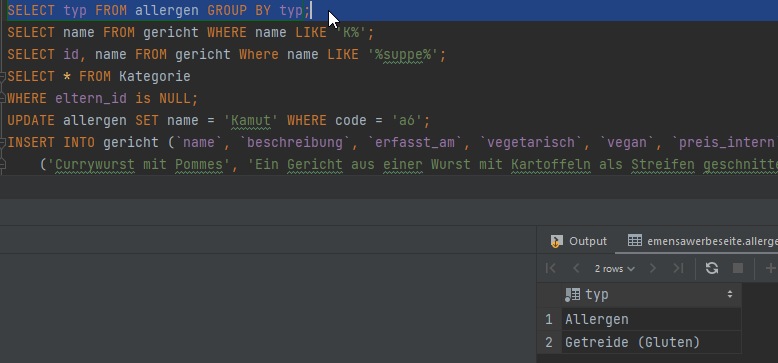 SELECT typ FROM allergen GROUP BY typ;
SELECT name FROM gericht WHERE name LIKE 'K%';
SELECT id, name FROM gericht Where name LIKE '%suppe%';
SELECT * FROM Kategorie
WHERE eltern_id is NULL;
UPDATE allergen SET name = 'Kamut' WHERE code = 'a6';
INSERT INTO gericht (`name`, `beschreibung`, `erfasst_am`, `vegetarisch`, `vegan`, `preis_intern
('Currywurst mit Pommes', 'Ein Gericht aus einer Wurst mit Kartoffeln als Streifen geschnitte
Output emensawerbeseite.allerge
2 rows
typ
1 Allergen
2 Getreide (Gluten)